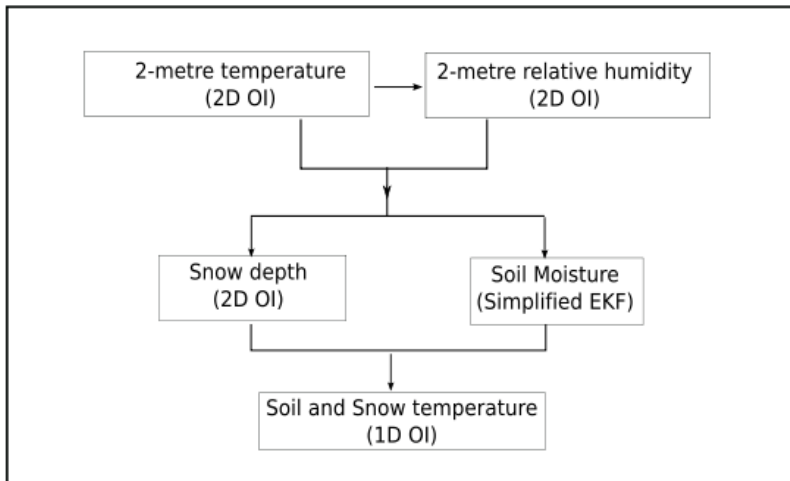 2-metre temperature
(2D OI)
2-metre relative humidity
(2D OI)
Snow depth
(2D OI)
Soil Moisture
(Simplified EKF)
Soil and Snow temperature
(1D OI)